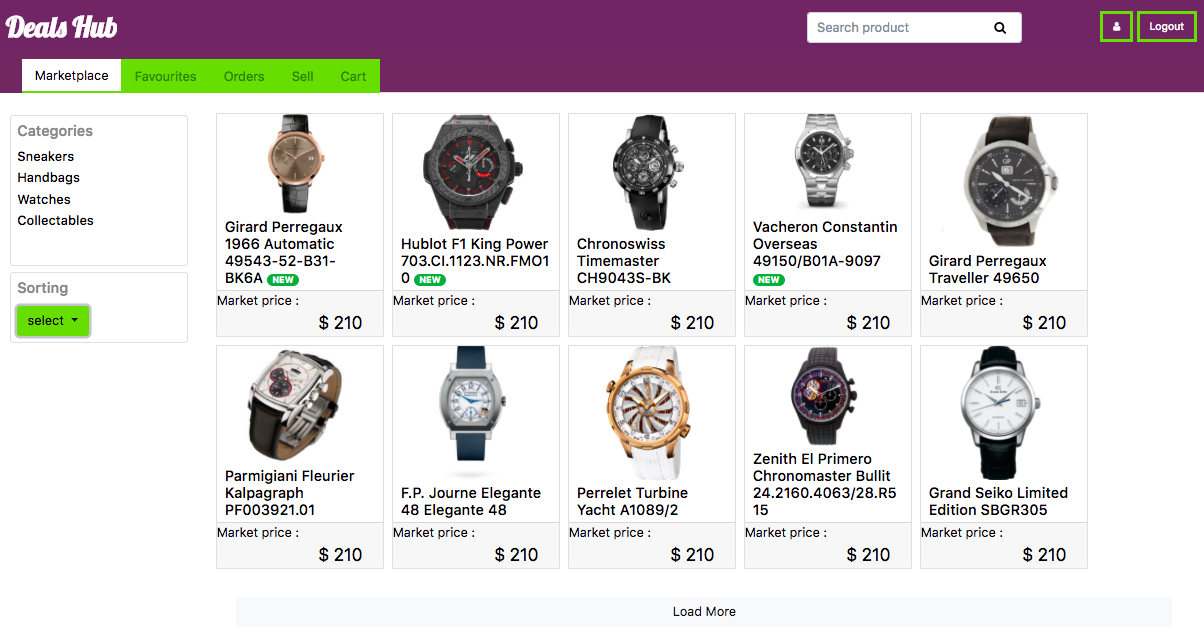 Deals Hub
Search product
Logout
Marketplace
Favourites
Orders
Sell
Cart
Categories
Sneakers
Handbags
Watches
Collectables
Sorting
select
Girard Perregaux
1966 Automatic
49543-52-B31-
BK6A NEW
Market price :
$ 210
Hublot F1 King Power
703.CI.1123.NR.FMO1
0 NEW
Market price :
$ 210
Chronoswiss
Timemaster
CH9043S-BK
Market price :
$ 210
Vacheron Constantin
Overseas
49150/B01A-9097
NEW
Market price :
$ 210
Girard Perregaux
Traveller 49650
Market price :
$ 210
Parmigiani Fleurier
Kalpagraph
PF003921.01
Market price :
$ 210
F.P. Journe Elegante
48 Elegante 48
Market price :
$ 210
Perrelet Turbine
Yacht A1089/2
Market price :
$ 210
Zenith El Primero
Chronomaster Bullit
24.2160.4063/28.R5
15
Market price :
$ 210
Grand Seiko Limited
Edition SBGR305
Market price :
$ 210
Load More